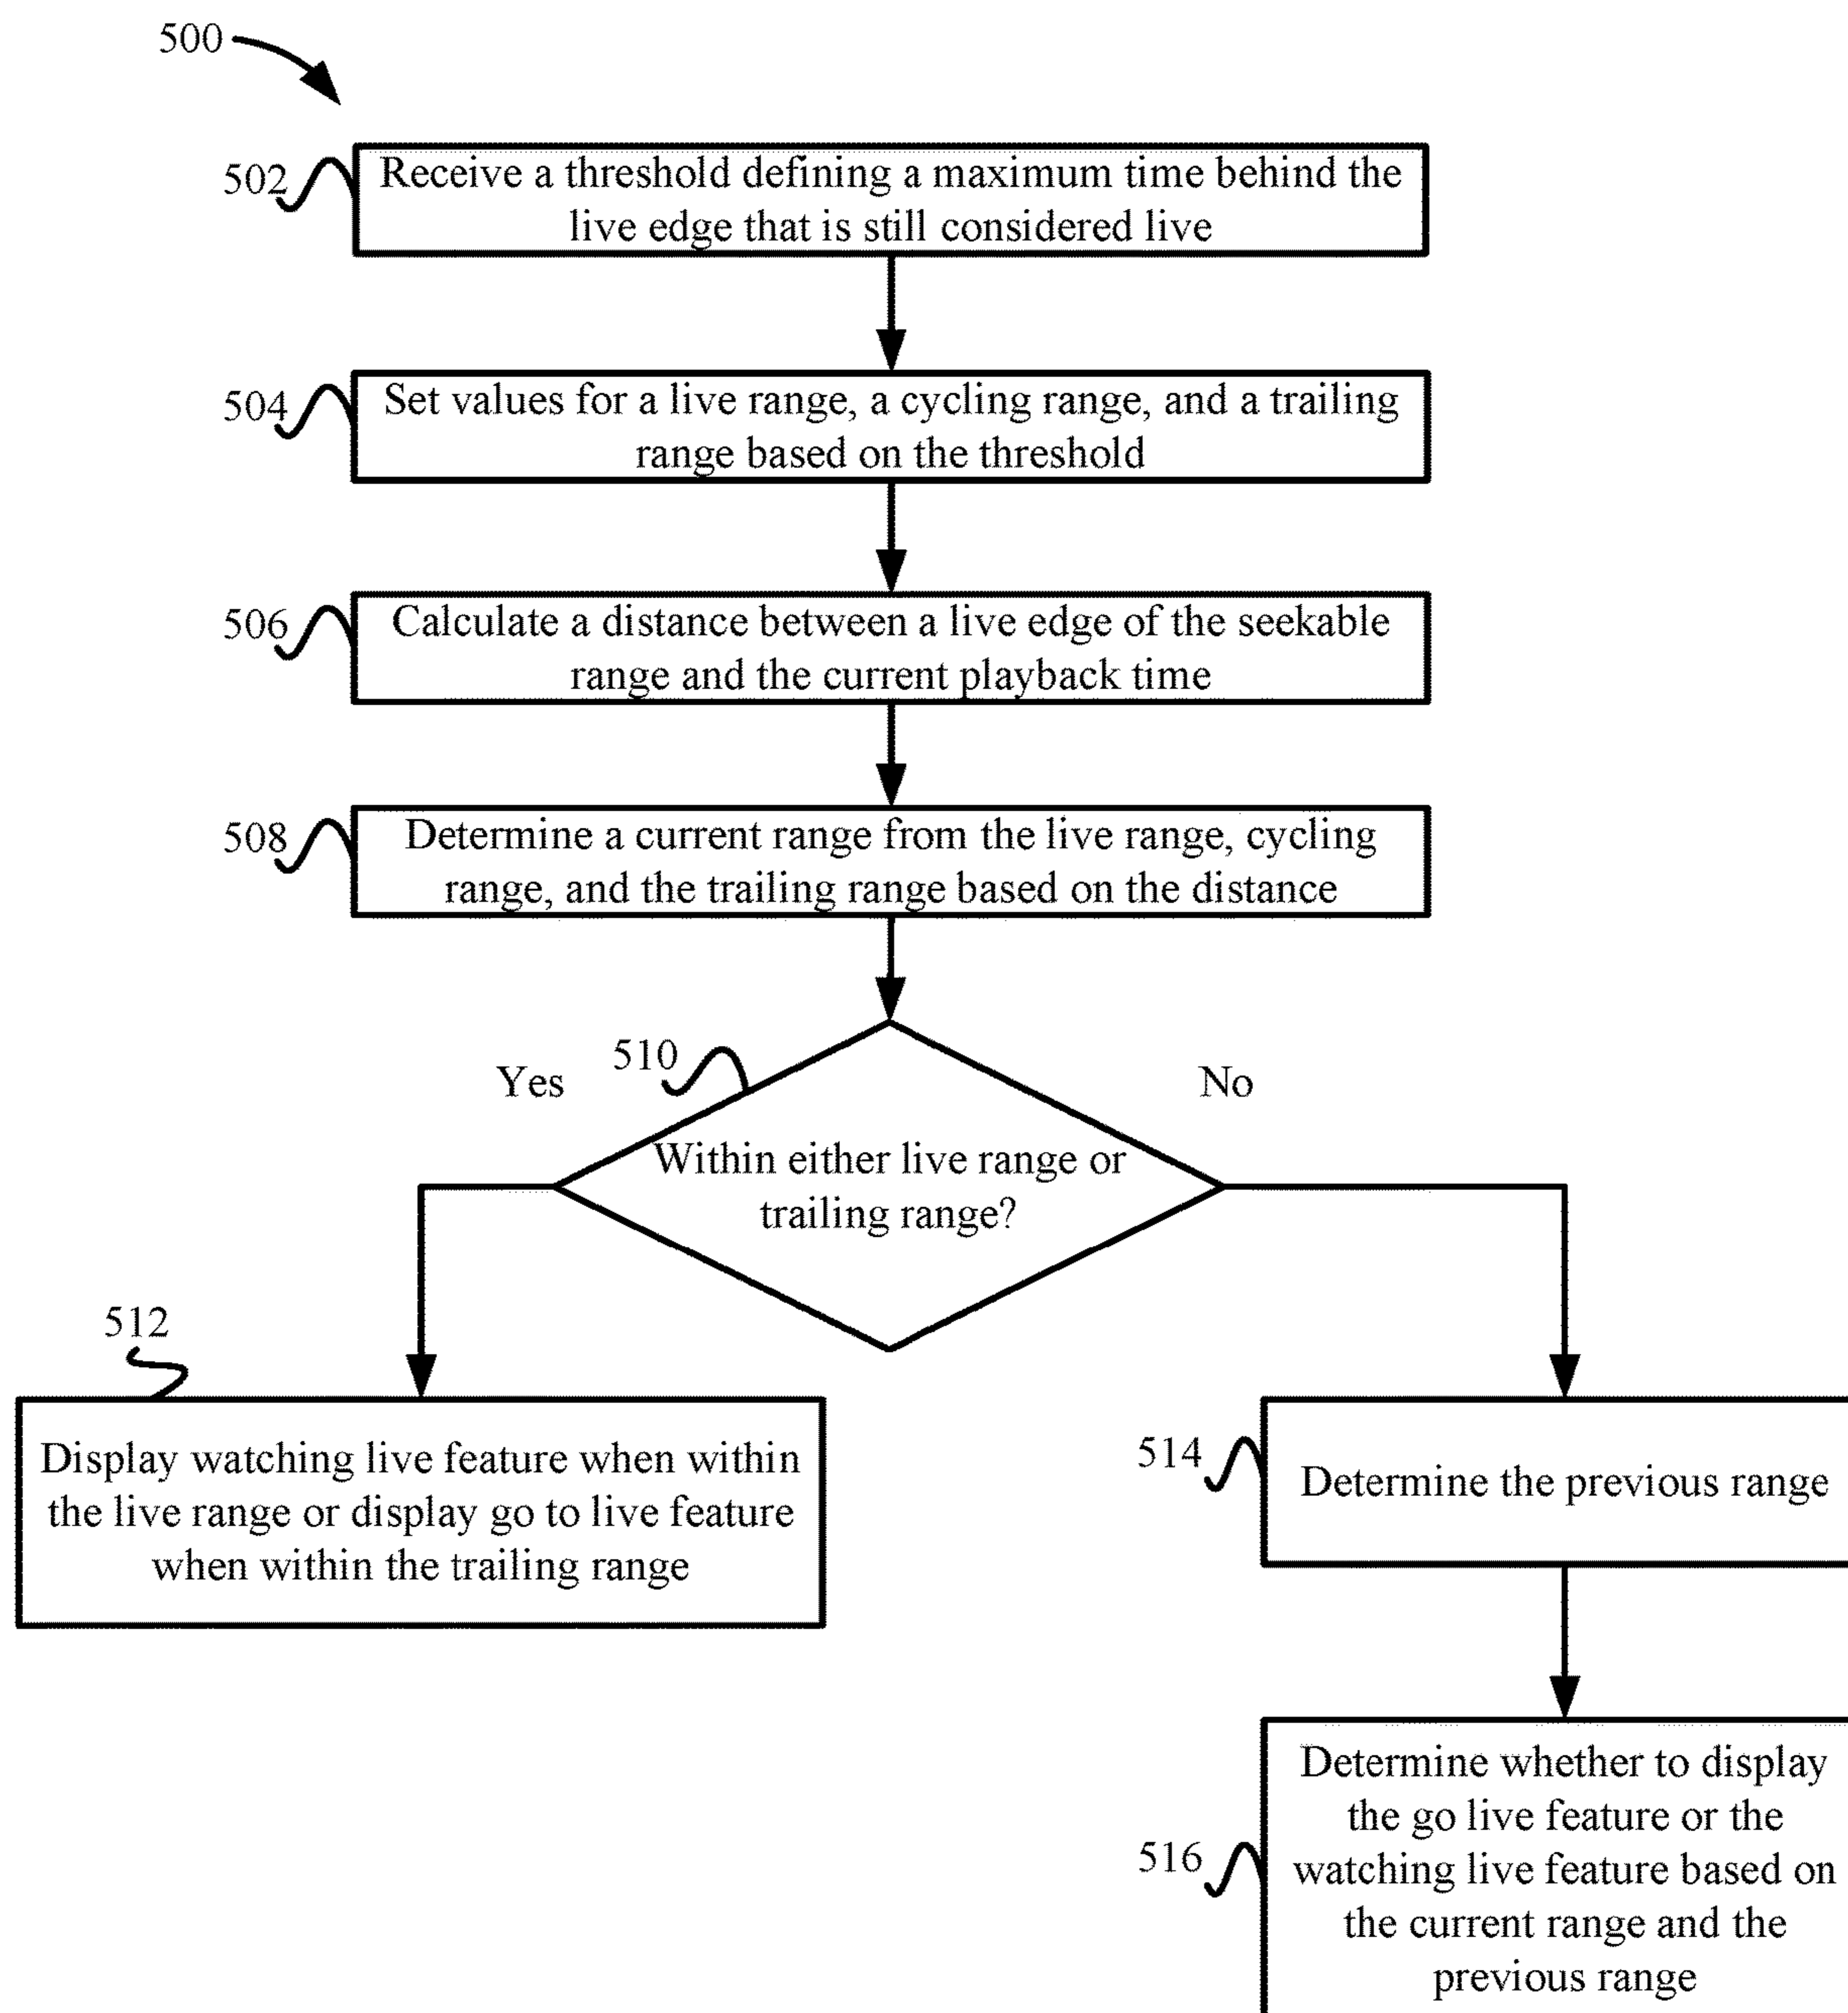 500
502
Receive a threshold defining a maximum time behind the
live edge that is still considered live
504
Set values for a live range, a cycling range, and a trailing
range based on the threshold
506
Calculate a distance between a live edge of the seekable
range and the current playback time
508
Determine a current range from the live range, cycling
range, and the trailing range based on the distance
510
Yes
No
Within either live range or
trailing range?
512
Display watching live feature when within
the live range or display go to live feature
when within the trailing range
514
Determine the previous range
516
Determine whether to display
the go live feature or the
watching live feature based on
the current range and the
previous range